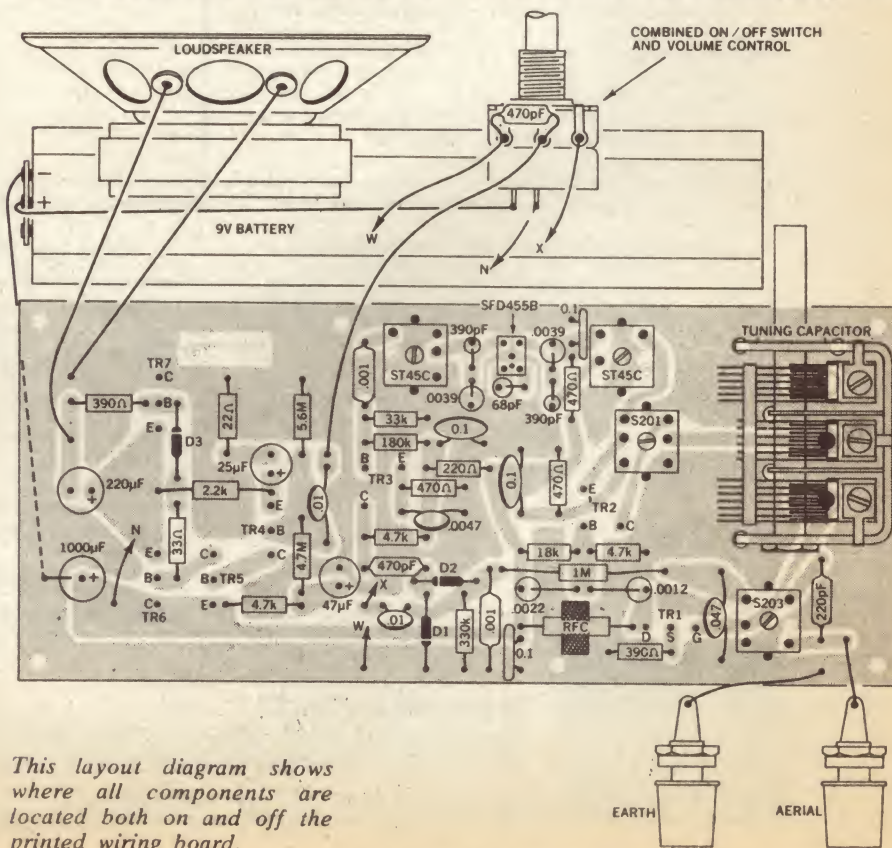 LOUDSPEAKER
COMBINED ON / OFF SWITCH
AND VOLUME CONTROL
470pF
-
+
9V BATTERY
W
N
X
SFD455B
0.1
TUNING CAPACITOR
390pF
.0039
TR7
C
ST45C
ST45C
.001
390Ω
B
22Ω
5.6M
.0039
68pF
390pF
470Ω
S201
E
D3
33k
180k
0.1
25μF
+
B
E
220Ω
0.1
470Ω
220μF
+
2.2k
TR3
470Ω
E
TR2
.01
E
C
.0047
B
C
N
33Ω
TR4
B
4.7M
4.7k
1000μF
E
C
C
18k
4.7k
+
B
TR5
47μF
+
470pF
D2
1M
C
E
4.7k
X
.0022
.0012
TR6
W
.01
D1
330k
.001
RFC
TR1
D
S
G
.047
S203
220pF
0.1
390Ω
This layout diagram shows
where all components are
located both on and off the
printed wiring board.
EARTH
AERIAL